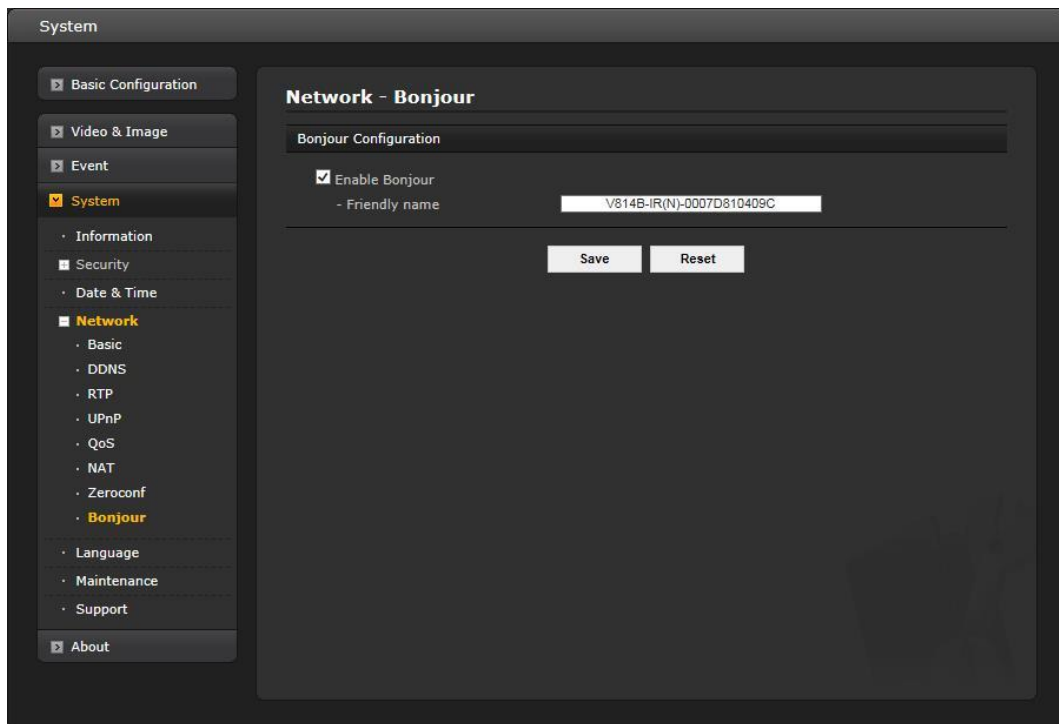 System
Basic Configuration
Video & Image
Event
System
· Information
Security
· Date & Time
Network
· Basic
· DDNS
· RTP
· UPnP
· QoS
· NAT
· Zeroconf
· Bonjour
· Language
· Maintenance
· Support
About
Network - Bonjour
Bonjour Configuration
Enable Bonjour
- Friendly name V814B-IR(N)-0007D810409C
Save Reset